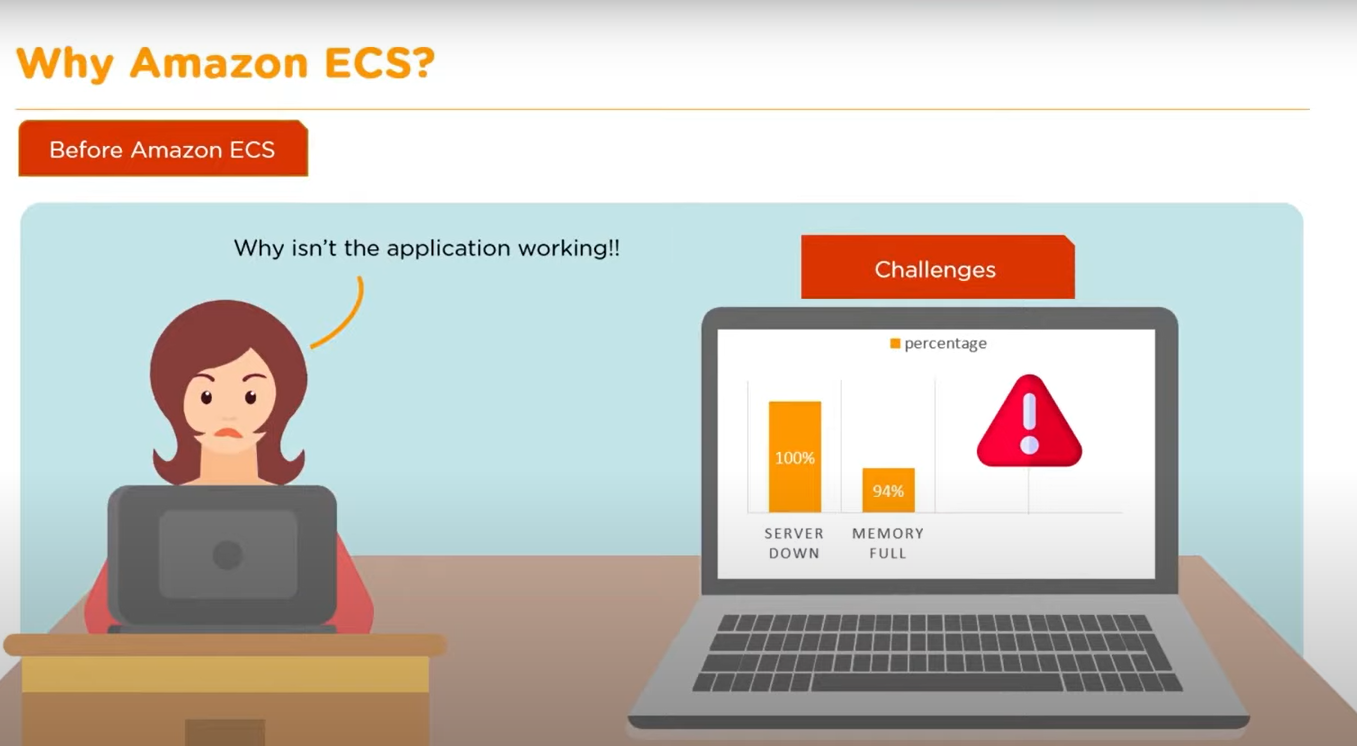 Why Amazon ECS?
Before Amazon ECS
Why isn't the application working!!
Challenges
percentage
100%
94%
SERVER
DOWN
MEMORY
FULL